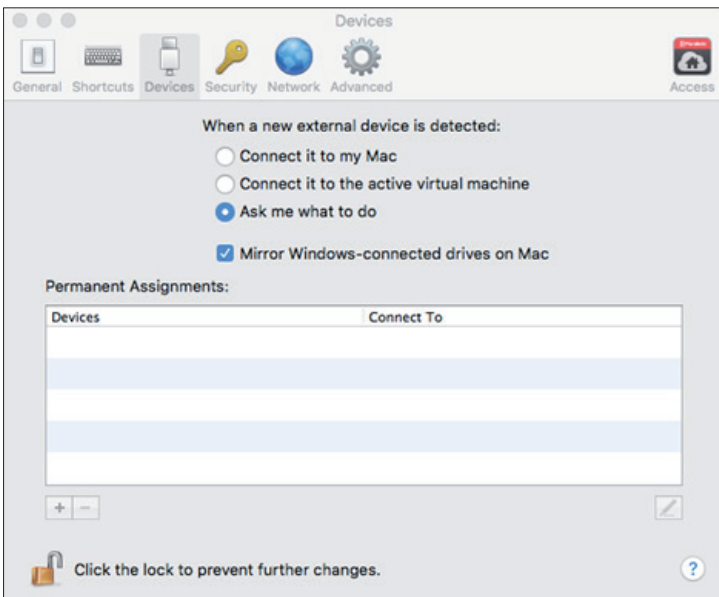 Devices
General Shortcuts Devices Security Network Advanced Access
When a new external device is detected:
Connect it to my Mac
Connect it to the active virtual machine
Ask me what to do
Mirror Windows-connected drives on Mac
Permanent Assignments:
Devices Connect To
+ −
Click the lock to prevent further changes.
?